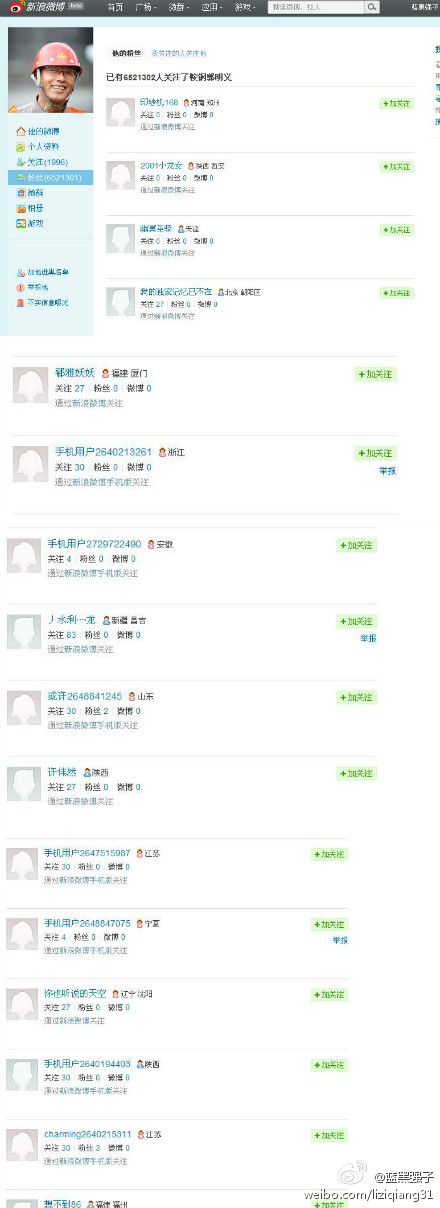 新浪微博 beta 首页 广场 微群 应用 游戏 搜索微博、找人 蓝黑强子
他的粉丝 我关注的人关注他
已有6521302人关注了鞍钢郭明义
他的微博
个人资料
关注(1996)
粉丝(6521301)
微群
相册
游戏
加他进黑名单
举报他
不实信息曝光
印钞机168 河南 郑州 +加关注
关注 0 粉丝 0 微博 0
通过新浪微博关注
2001小龙女 陕西 西安 +加关注
关注 0 粉丝 0 微博 0
通过新浪微博关注
幽冥圣骑 天津 +加关注
关注 0 粉丝 0 微博 0
通过新浪微博关注
我的独家记忆已不在 北京 朝阳区 +加关注
关注 27 粉丝 0 微博 0
通过新浪微博关注
郗雅妖妖 福建 厦门 +加关注
关注 27 粉丝 0 微博 0
通过新浪微博关注
手机用户2640213261 浙江 +加关注
关注 30 粉丝 0 微博 0 举报
通过新浪微博手机版关注
手机用户2729722490 安徽 +加关注
关注 4 粉丝 0 微博 0
通过新浪微博手机版关注
丿水利…龙 新疆 昌吉 +加关注
关注 83 粉丝 0 微博 0 举报
通过新浪微博关注
或许2648841245 山东 +加关注
关注 30 粉丝 2 微博 0
通过新浪微博手机版关注
许伟然 陕西 +加关注
关注 27 粉丝 0 微博 0
通过新浪微博关注
手机用户2647515987 江苏 +加关注
关注 30 粉丝 0 微博 0
通过新浪微博手机版关注
手机用户2648847075 宁夏 +加关注
关注 4 粉丝 0 微博 0 举报
通过新浪微博手机版关注
你也听说的天空 辽宁 沈阳 +加关注
关注 27 粉丝 0 微博 0
通过新浪微博关注
手机用户2640194403 陕西 +加关注
关注 30 粉丝 0 微博 0
通过新浪微博手机版关注
charming2640215311 江苏 +加关注
关注 30 粉丝 3 微博 0
通过新浪微博手机版关注
想不到86 福建 福州 +加关注
@蓝黑强子
weibo.com/liziqiang31